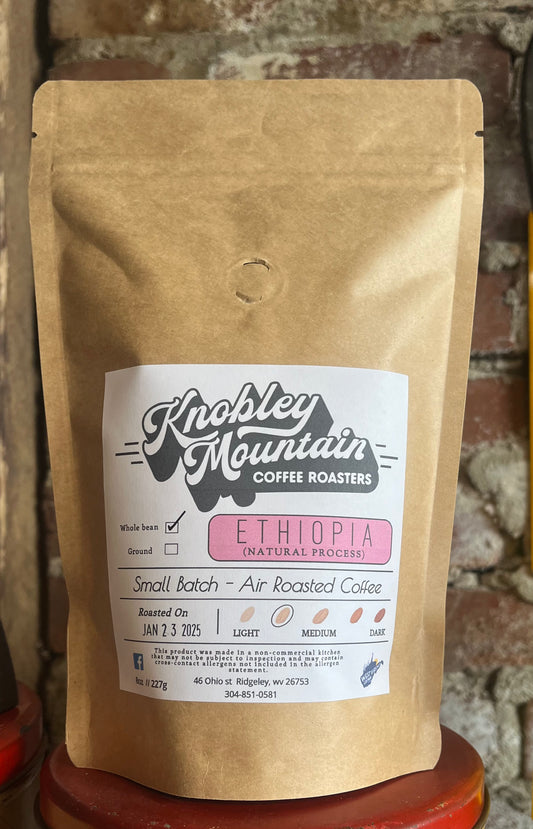 Knobley
Mountain
COFFEE ROASTERS
Whole bean
Ground
ETHIOPIA
(NATURAL PROCESS)
Small Batch - Air Roasted Coffee
Roasted On
JAN 23 2025
LIGHT MEDIUM DARK
This product was made in a non-commercial kitchen
that may not be subject to inspection and may contain
cross-contact allergens not included in the allergen
statement.
8oz // 227g
46 Ohio st Ridgeley, wv 26753
304-851-0581